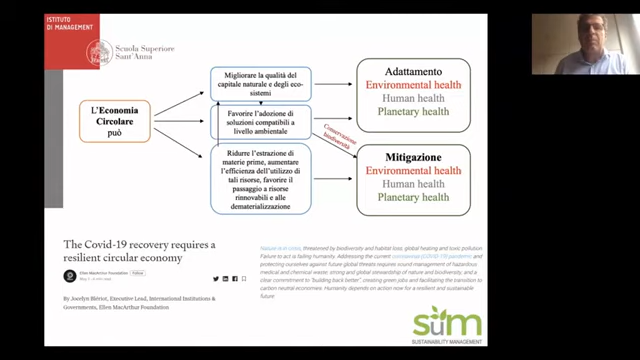 ISTITUTO
DI MANAGEMENT
Scuola Superiore
Sant'Anna
L'Economia
Circolare
può
Migliorare la qualità del
capitale naturale e degli eco-
sistemi
Favorire l'adozione di
soluzioni compatibili a
livello ambientale
Ridurre l'estrazione di
materie prime, aumentare
l'efficienza dell'utilizzo di
tali risorse, favorire il
passaggio a risorse
rinnovabili e alle
dematerializzazione
Conservazione
biodiversità
Adattamento
Environmental health
Human health
Planetary health
Mitigazione
Environmental health
Human health
Planetary health
The Covid-19 recovery requires a
resilient circular economy
Ellen MacArthur Foundation
Follow
By Jocelyn Blériot, Executive Lead, International Institutions &
Governments, Ellen MacArthur Foundation
Nature is in crisis, threatened by biodiversity and habitat loss, global heating and toxic pollution.
Failure to act is failing humanity. Addressing the current coronavirus (COVID-19) pandemic and
protecting ourselves against future global threats requires sound management of hazardous
medical and chemical waste; strong and global stewardship of nature and biodiversity; and a
clear commitment to "building back better", creating green jobs and facilitating the transition to
carbon neutral economies. Humanity depends on action now for a resilient and sustainable
future
sum
SUSTAINABILITY MANAGEMENT